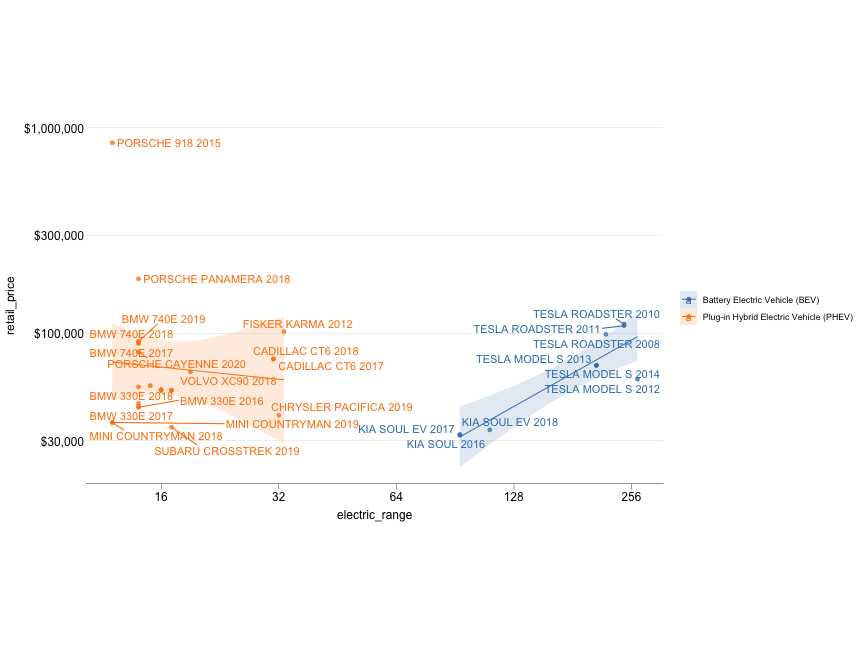 $1,000,000
PORSCHE 918 2015
$300,000
PORSCHE PANAMERA 2018
retail_price
BMW 740E 2019
FISKER KARMA 2012
TESLA ROADSTER 2010
$100,000
BMW 740E 2018
TESLA ROADSTER 2011
TESLA ROADSTER 2008
BMW 740E 2017
CADILLAC CT6 2018
TESLA MODEL S 2013
PORSCHE CAYENNE 2020
CADILLAC CT6 2017
TESLA MODEL S 2014
VOLVO XC90 2018
TESLA MODEL S 2012
BMW 330E 2018
BMW 330E 2016
CHRYSLER PACIFICA 2019
BMW 330E 2017
MINI COUNTRYMAN 2019
KIA SOUL EV 2017
KIA SOUL EV 2018
MINI COUNTRYMAN 2018
KIA SOUL 2016
$30,000
SUBARU CROSSTREK 2019
16
32
64
128
256
electric_range
a
Battery Electric Vehicle (BEV)
a
Plug-in Hybrid Electric Vehicle (PHEV)